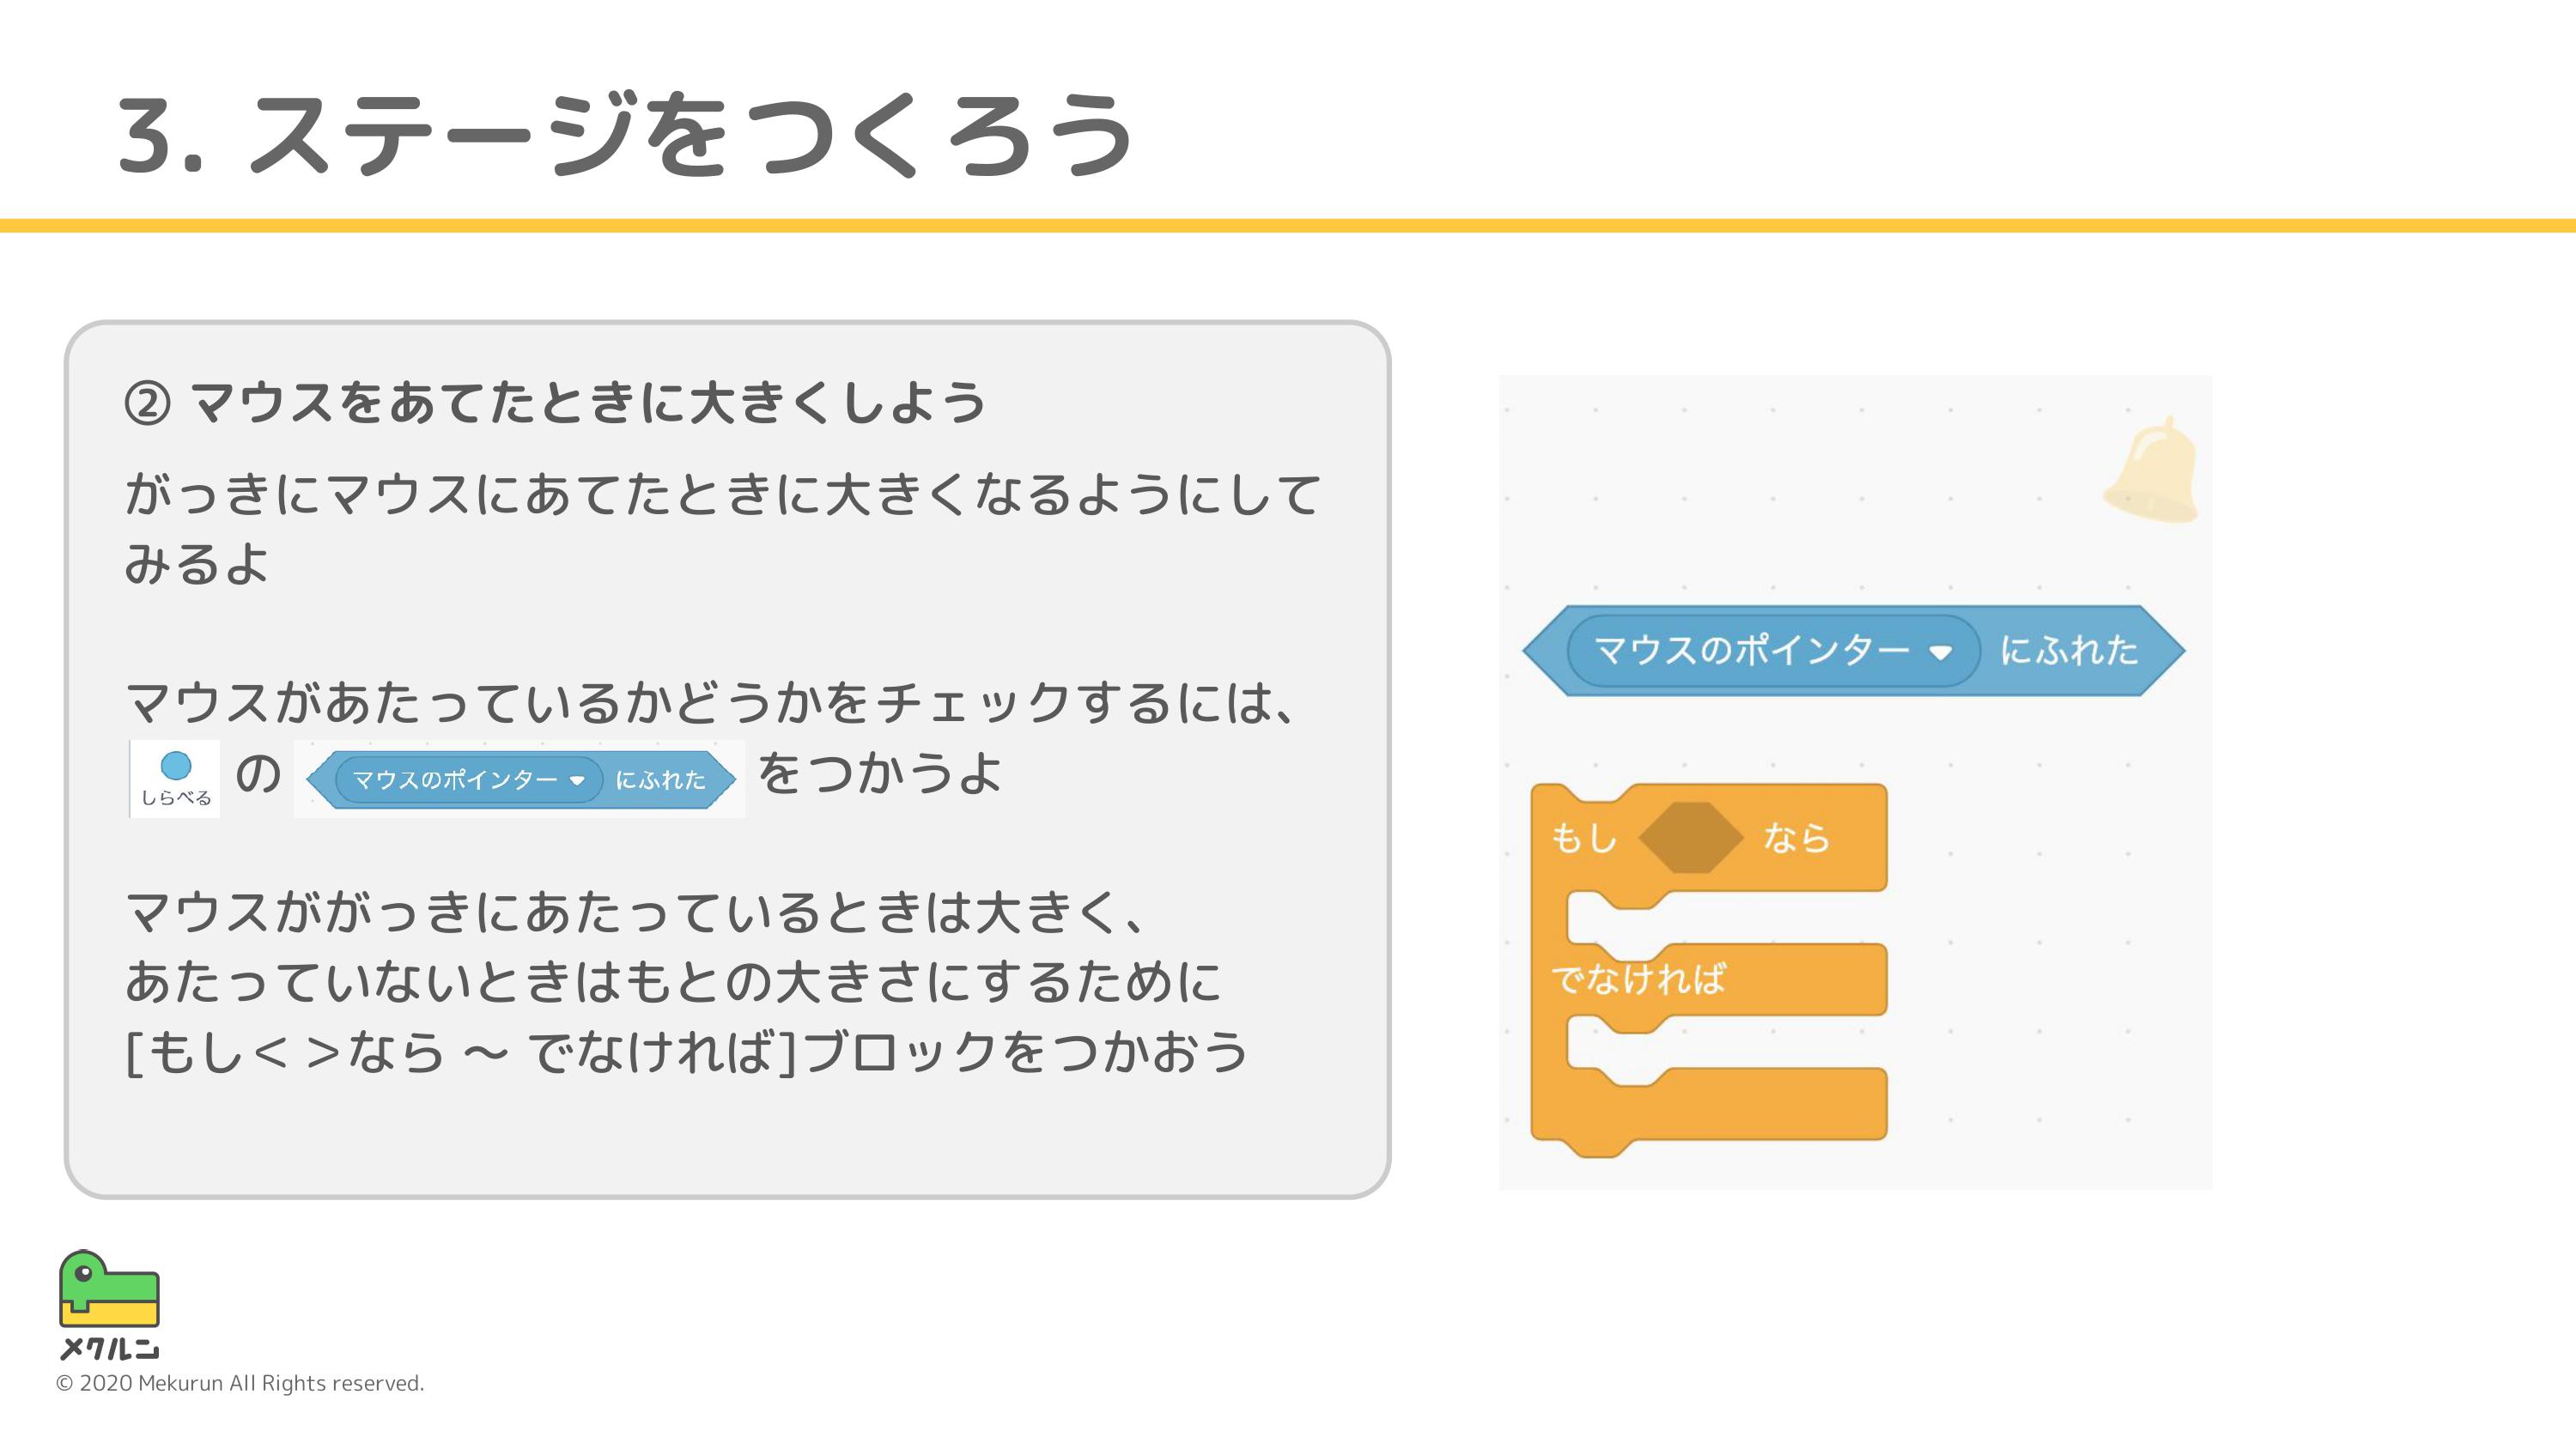 3. ステージをつくろう
② マウスをあてたときに大きくしよう
がっきにマウスにあてたときに大きくなるようにして
みるよ
マウスがあたっているかどうかをチェックするには、
しらべる の マウスのポインター にふれた をつかうよ
マウスががっきにあたっているときは大きく、
あたっていないときはもとの大きさにするために
[もし< >なら ～ でなければ]ブロックをつかおう
マウスのポインター にふれた
もし なら
でなければ
メクルン
© 2020 Mekurun All Rights reserved.